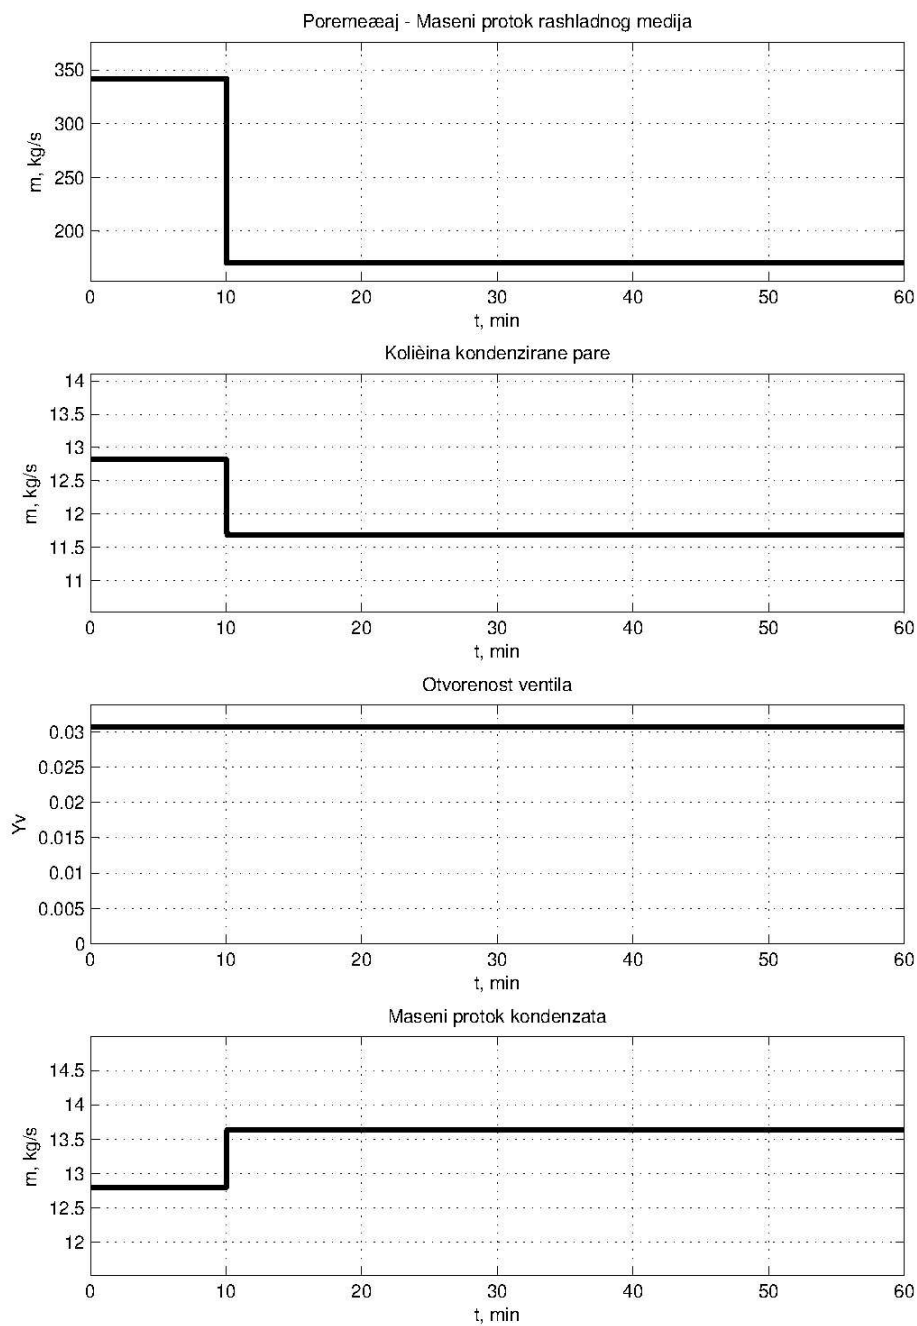 Poremeæaj - Maseni protok rashladnog medija
350
300
250
200
m, kg/s
0 10 20 30 40 50 60
t, min
Kolièina kondenzirane pare
14
13.5
13
12.5
12
11.5
11
m, kg/s
0 10 20 30 40 50 60
t, min
Otvorenost ventila
0.03
0.025
0.02
0.015
0.01
0.005
0
Yv
0 10 20 30 40 50 60
t, min
Maseni protok kondenzata
14.5
14
13.5
13
12.5
12
m, kg/s
0 10 20 30 40 50 60
t, min